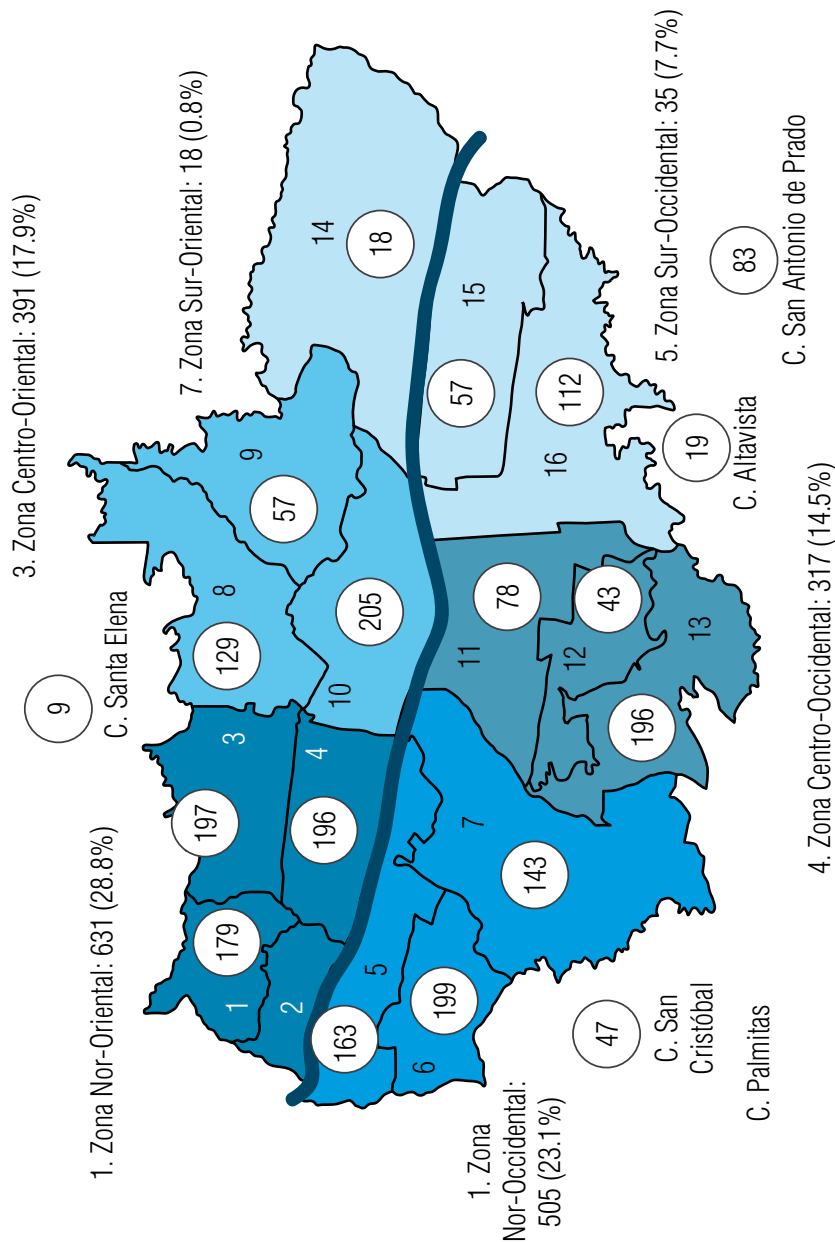 3. Zona Centro-Oriental: 391 (17.9%)
9
C. Santa Elena
1. Zona Nor-Oriental: 631 (28.8%)
7. Zona Sur-Oriental: 18 (0.8%)
197
3
129
8
179
1
9
57
2
4
196
14
18
10
205
163
5
6
199
57
15
11
78
7
143
1. Zona
Nor-Occidental:
505 (23.1%)
16
112
12
43
196
13
47
C. San
Cristóbal
C. Palmitas
5. Zona Sur-Occidental: 35 (7.7%)
19
C. Altavista
83
C. San Antonio de Prado
4. Zona Centro-Occidental: 317 (14.5%)